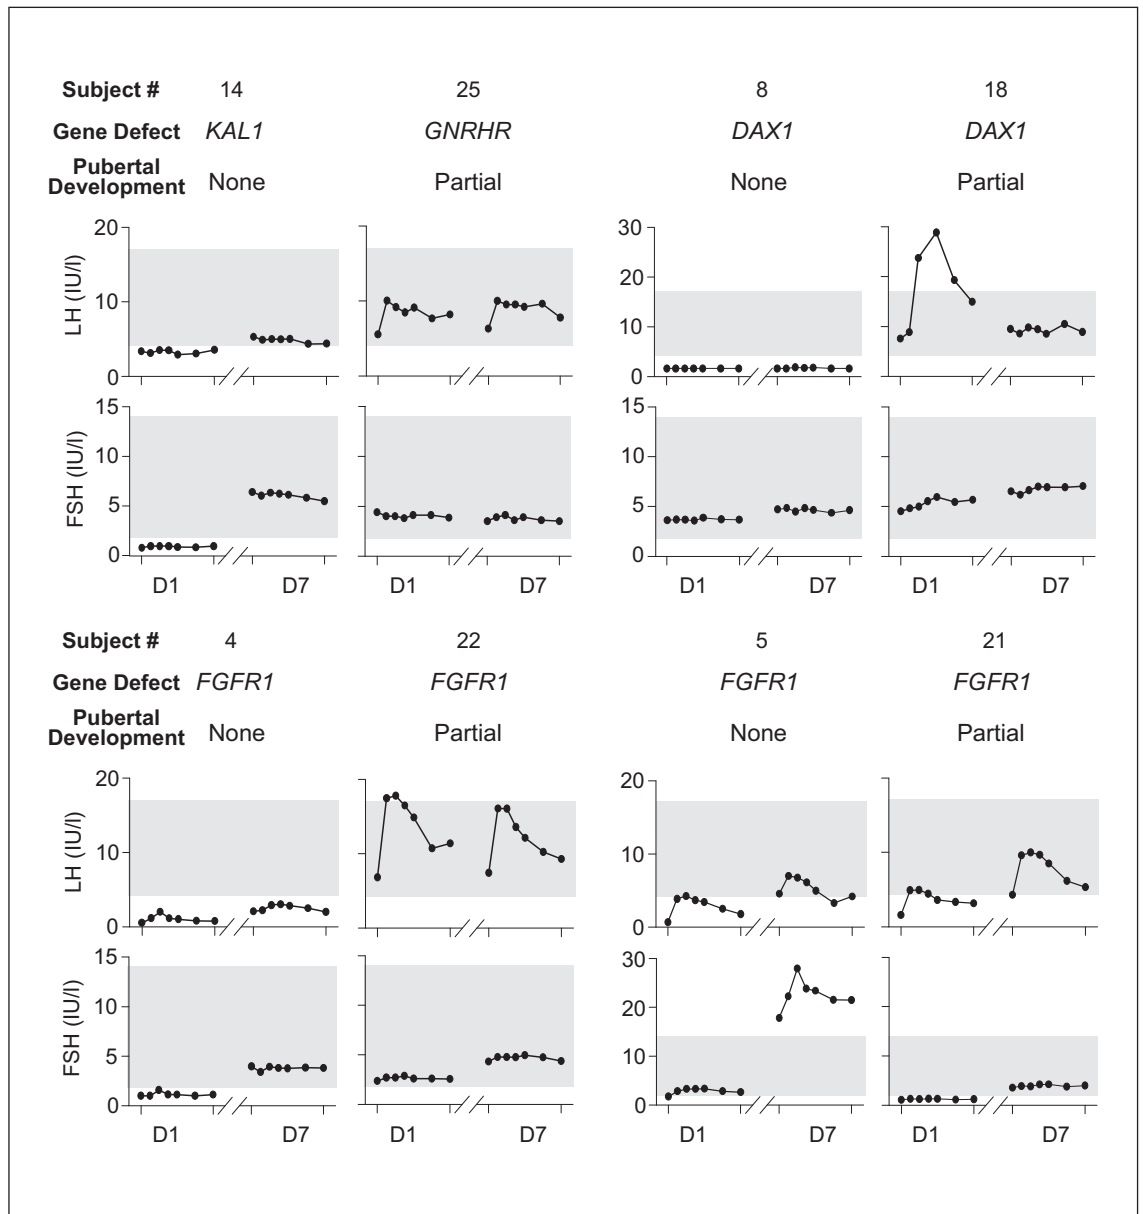 Subject # 14 25 8 18
Gene Defect KAL1 GNRHR DAX1 DAX1
Pubertal
Development None Partial None Partial
LH (IU/l)
20
10
0
30
20
10
0
FSH (IU/l)
15
10
5
0
15
10
5
0
D1 D7 D1 D7 D1 D7 D1 D7
Subject # 4 22 5 21
Gene Defect FGFR1 FGFR1 FGFR1 FGFR1
Pubertal
Development None Partial None Partial
LH (IU/l)
20
10
0
20
10
0
FSH (IU/l)
15
10
5
0
30
20
10
0
D1 D7 D1 D7 D1 D7 D1 D7